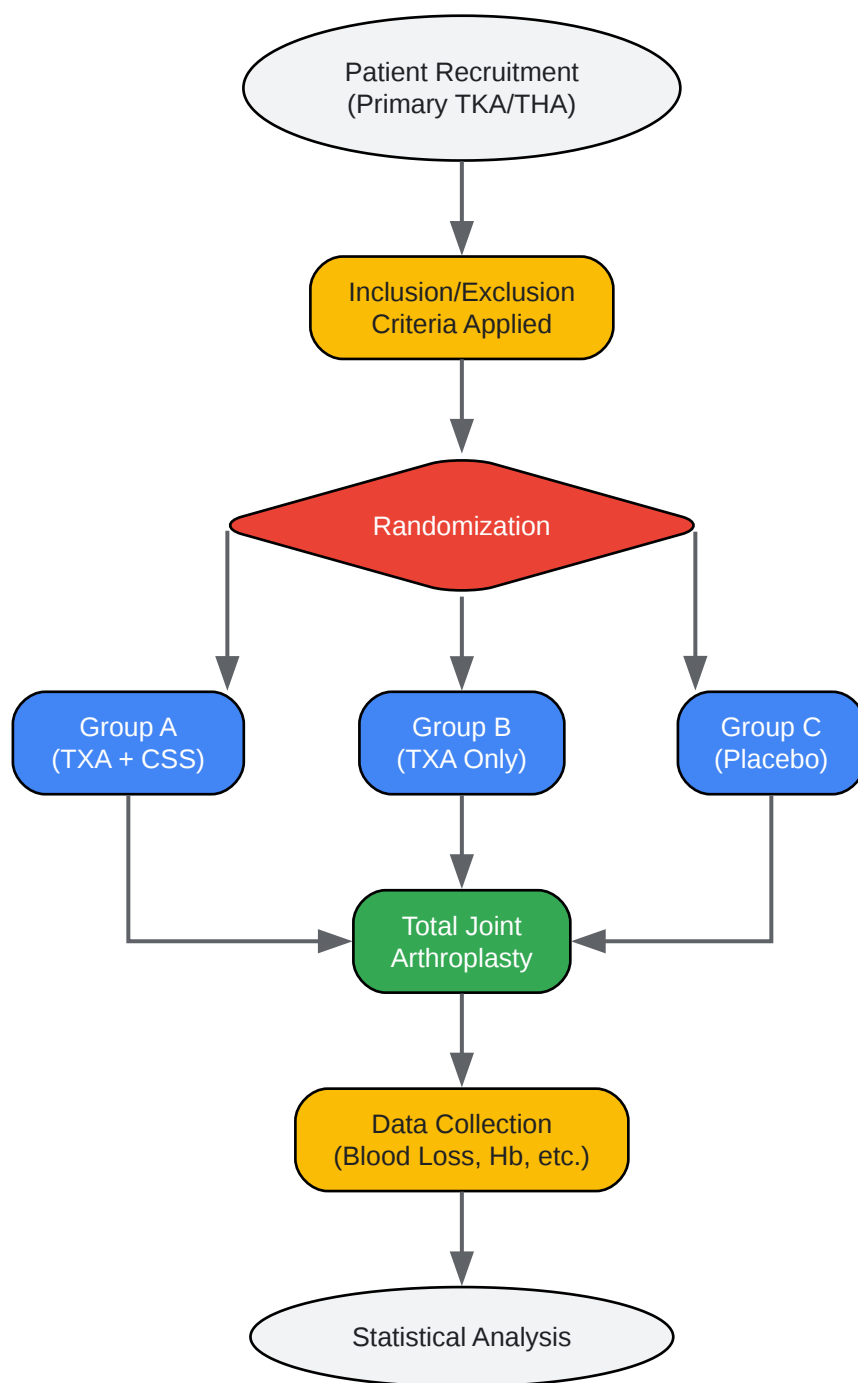 Patient Recruitment
(Primary TKA/THA)
Inclusion/Exclusion
Criteria Applied
Randomization
Group A
(TXA + CSS)
Group B
(TXA Only)
Group C
(Placebo)
Total Joint
Arthroplasty
Data Collection
(Blood Loss, Hb, etc.)
Statistical Analysis